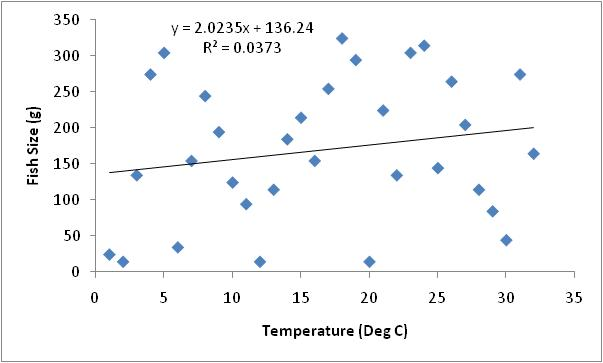 y = 2.0235x + 136.24
R² = 0.0373
350
300
250
200
150
100
50
0
Fish Size (g)
0 5 10 15 20 25 30 35
Temperature (Deg C)